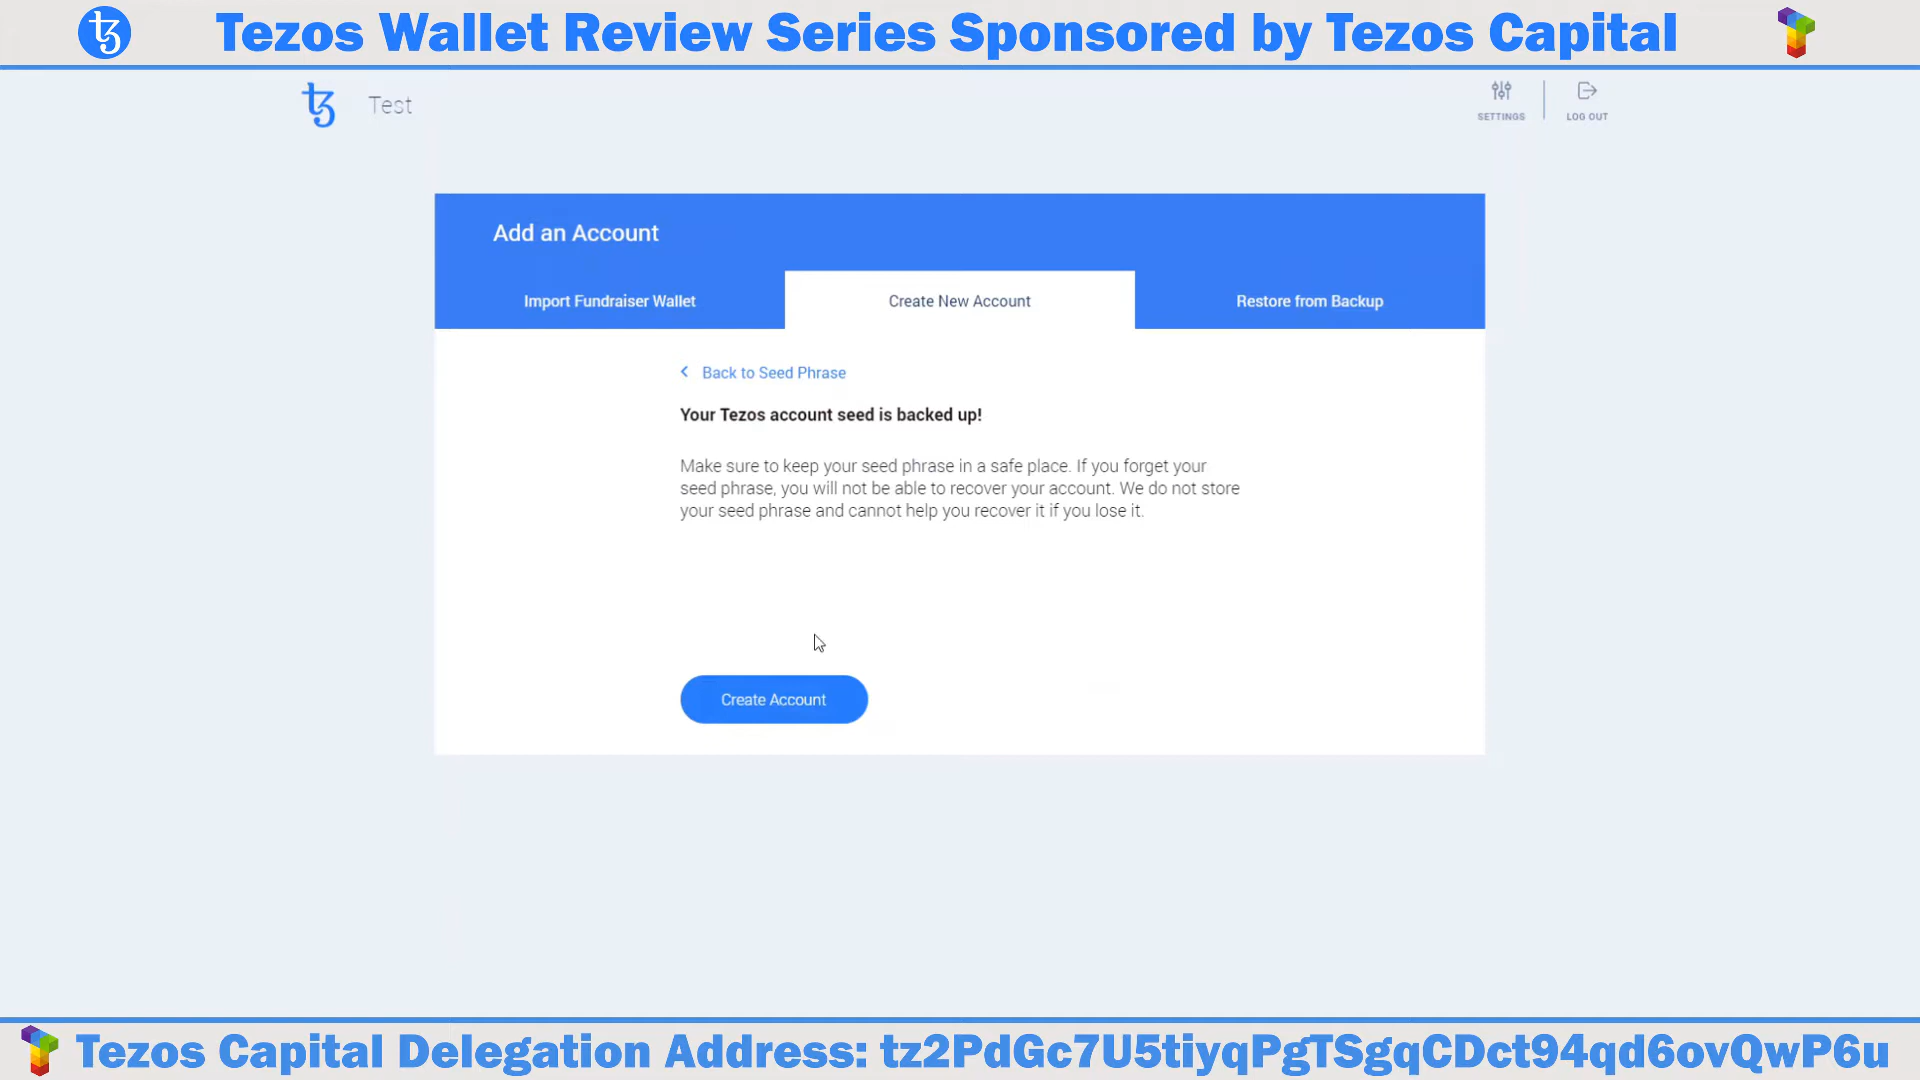 Tezos Wallet Review Series Sponsored by Tezos Capital
Test
SETTINGS
LOG OUT
Add an Account
Import Fundraiser Wallet
Create New Account
Restore from Backup
Back to Seed Phrase
Your Tezos account seed is backed up!
Make sure to keep your seed phrase in a safe place. If you forget your
seed phrase, you will not be able to recover your account. We do not store
your seed phrase and cannot help you recover it if you lose it.
Create Account
Tezos Capital Delegation Address: tz2PdGc7U5tiyqPgTSgqCDct94qd6ovQwP6u